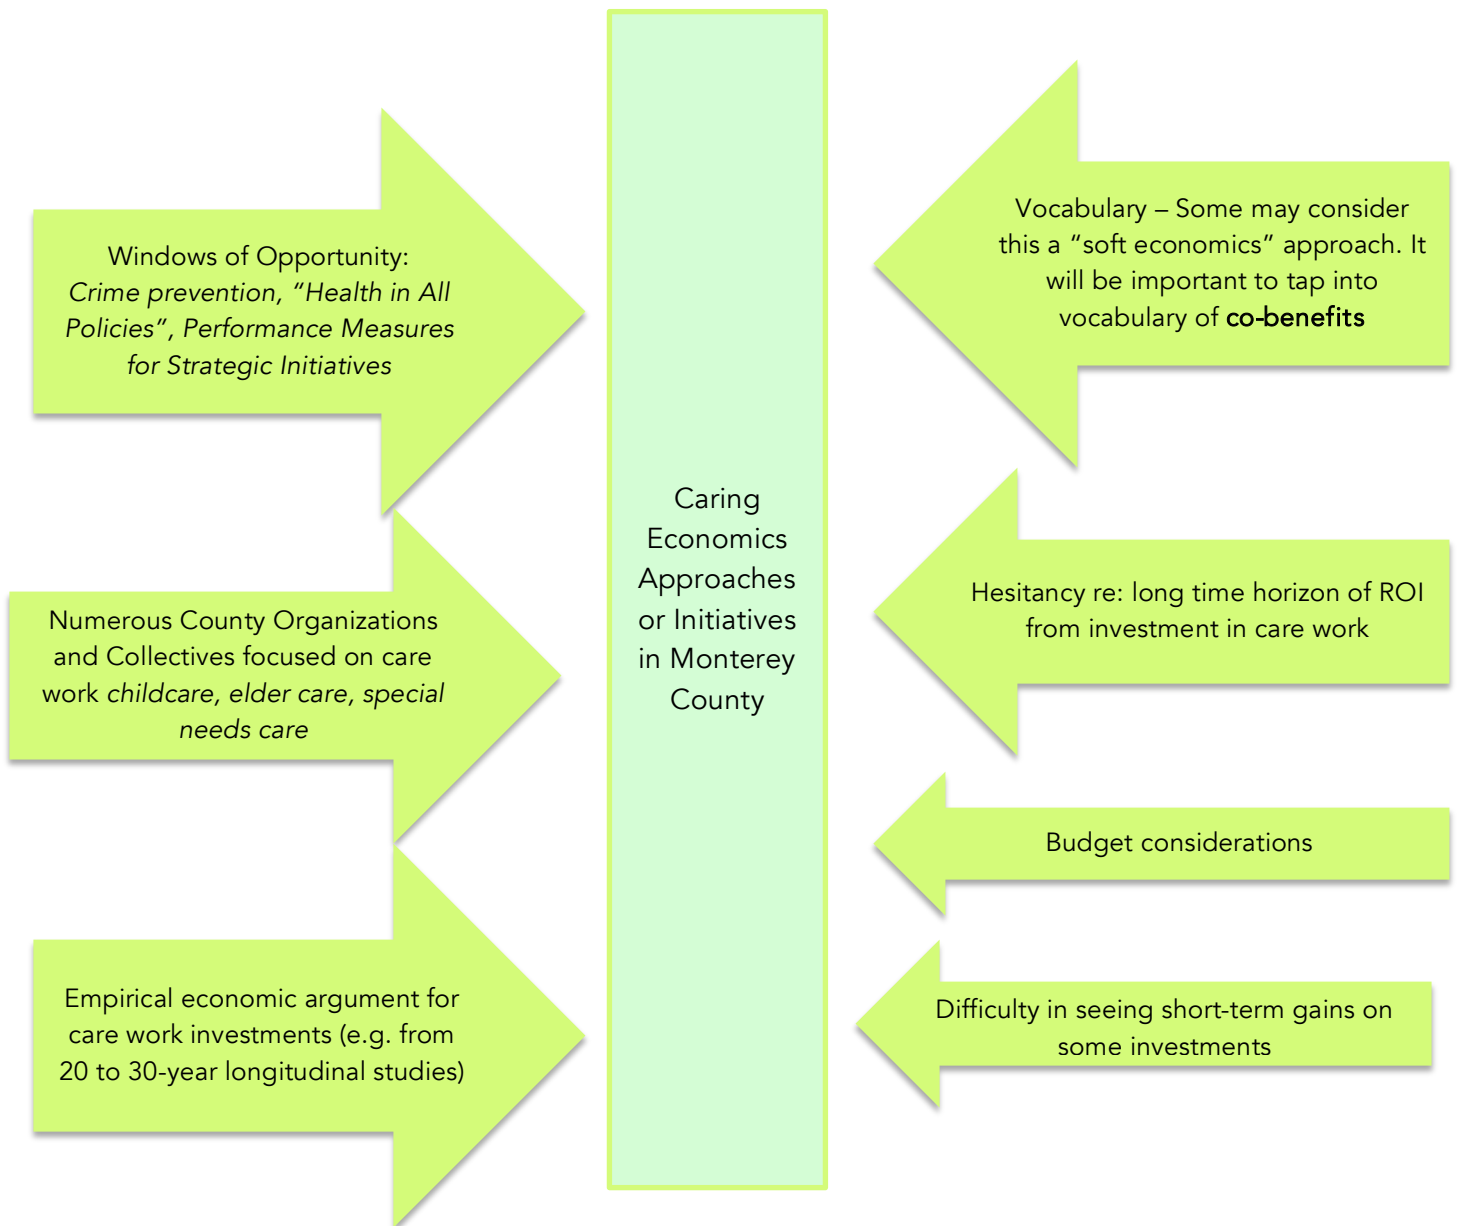 Windows of Opportunity:
Crime prevention, “Health in All
Policies”, Performance Measures
for Strategic Initiatives
Numerous County Organizations
and Collectives focused on care
work childcare, elder care, special
needs care
Empirical economic argument for
care work investments (e.g. from
20 to 30-year longitudinal studies)
Caring
Economics
Approaches
or Initiatives
in Monterey
County
Vocabulary – Some may consider
this a “soft economics” approach. It
will be important to tap into
vocabulary of co-benefits
Hesitancy re: long time horizon of ROI
from investment in care work
Budget considerations
Difficulty in seeing short-term gains on
some investments